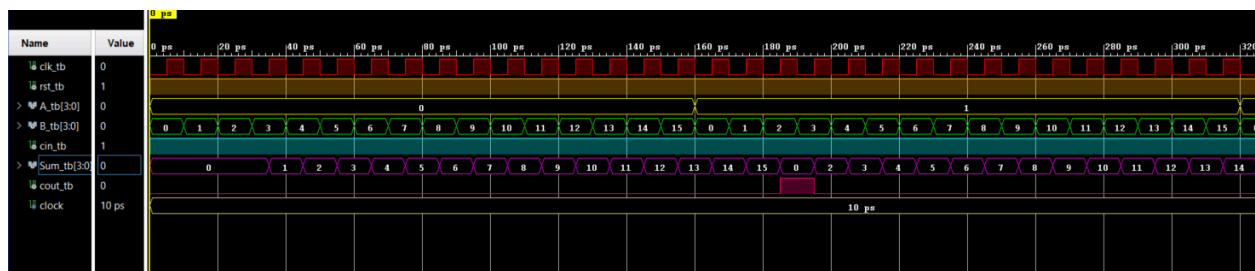 0 ps
Name Value 0 ps 20 ps 40 ps 60 ps 80 ps 100 ps 120 ps 140 ps 160 ps 180 ps 200 ps 220 ps 240 ps 260 ps 280 ps 300 ps 320
clk_tb 0
rst_tb 1
> A_tb[3:0] 0 0 1
> B_tb[3:0] 0 0 1 2 3 4 5 6 7 8 9 10 11 12 13 14 15 0 1 2 3 4 5 6 7 8 9 10 11 12 13 14 15
cin_tb 1
> Sum_tb[3:0] 0 0 1 2 3 4 5 6 7 8 9 10 11 12 13 14 15 0 2 3 4 5 6 7 8 9 10 11 12 13 14
cout_tb 0
clock 10 ps 10 ps